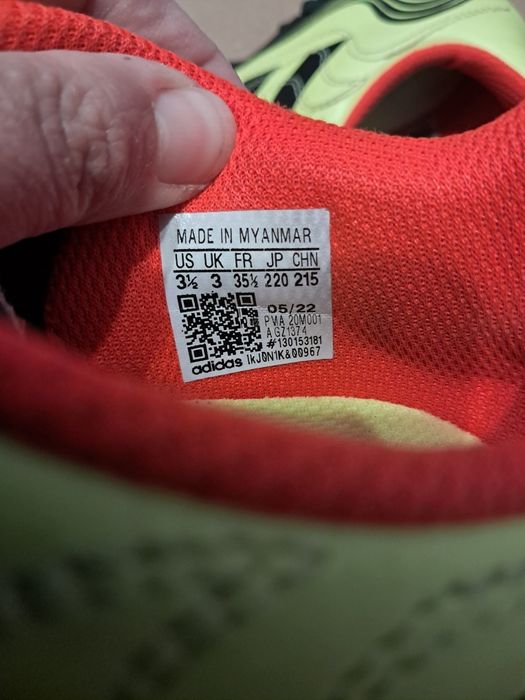 MADE IN MYANMAR
US UK FR JP CHN
3½ 3 35½ 220 215
05/22
PMA 20M001
A GZ1374
#130153181
adidas IkJ0N1K&00967